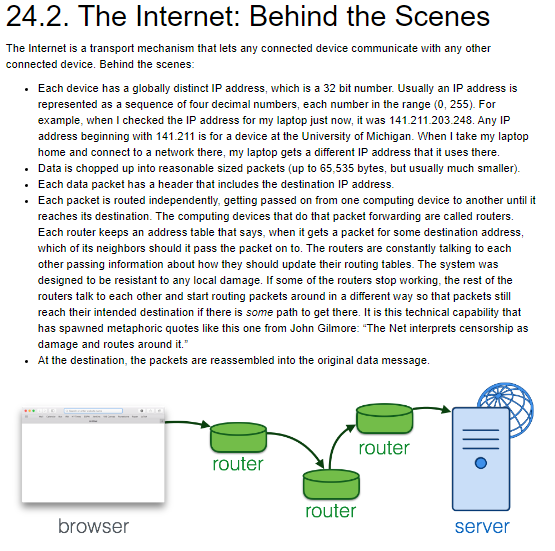 24.2. The Internet: Behind the Scenes
The Internet is a transport mechanism that lets any connected device communicate with any other
connected device. Behind the scenes:
• Each device has a globally distinct IP address, which is a 32 bit number. Usually an IP address is
represented as a sequence of four decimal numbers, each number in the range (0, 255). For
example, when I checked the IP address for my laptop just now, it was 141.211.203.248. Any IP
address beginning with 141.211 is for a device at the University of Michigan. When I take my laptop
home and connect to a network there, my laptop gets a different IP address that it uses there.
• Data is chopped up into reasonable sized packets (up to 65,535 bytes, but usually much smaller).
• Each data packet has a header that includes the destination IP address.
• Each packet is routed independently, getting passed on from one computing device to another until it
reaches its destination. The computing devices that do that packet forwarding are called routers.
Each router keeps an address table that says, when it gets a packet for some destination address,
which of its neighbors should it pass the packet on to. The routers are constantly talking to each
other passing information about how they should update their routing tables. The system was
designed to be resistant to any local damage. If some of the routers stop working, the rest of the
routers talk to each other and start routing packets around in a different way so that packets still
reach their intended destination if there is some path to get there. It is this technical capability that
has spawned metaphoric quotes like this one from John Gilmore: “The Net interprets censorship as
damage and routes around it.”
• At the destination, the packets are reassembled into the original data message.
router
router
router
browser
server